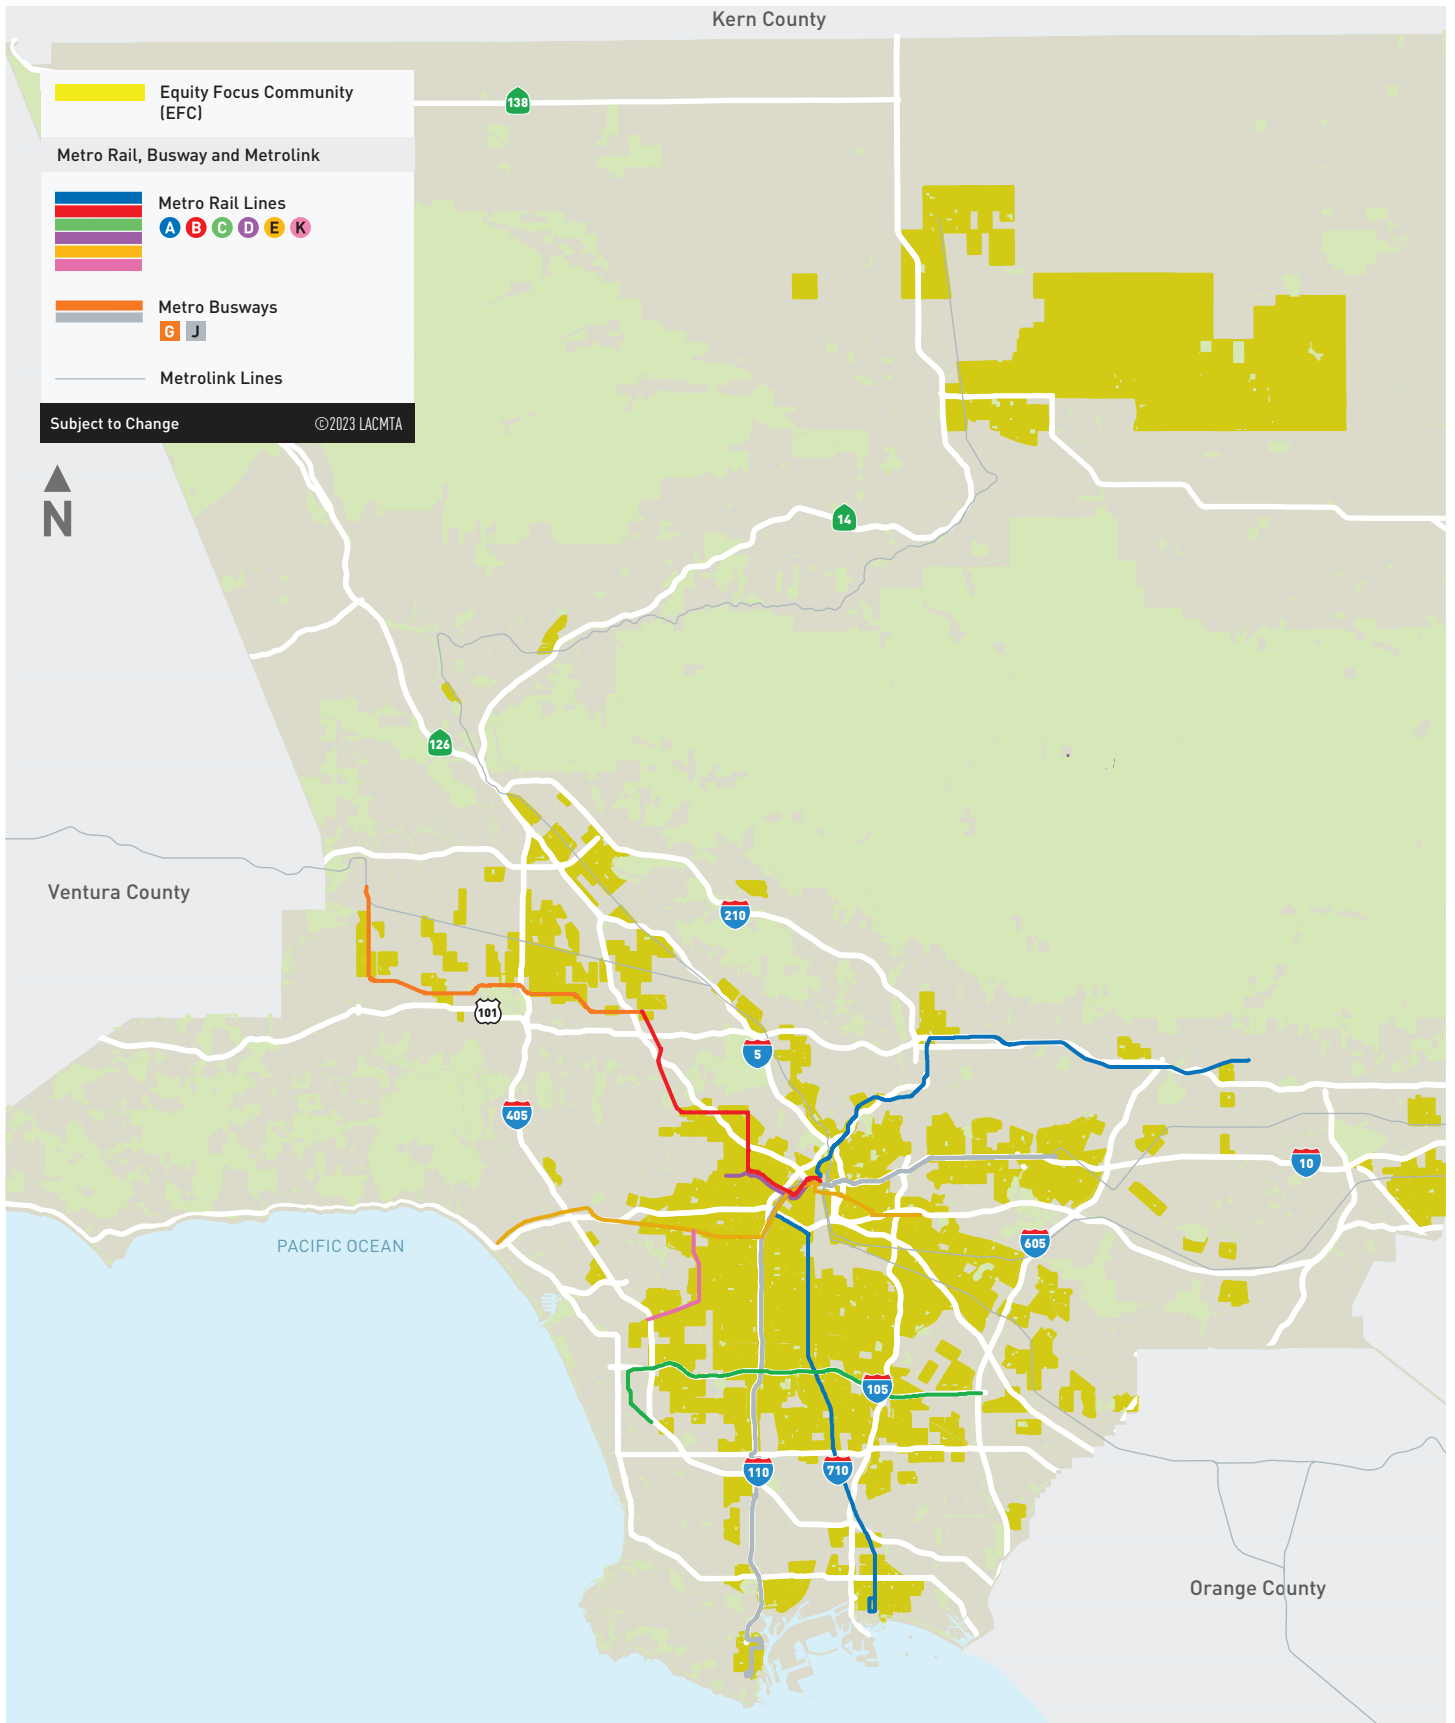 Kern County
Equity Focus Community
(EFC)
Metro Rail, Busway and Metrolink
Metro Rail Lines
A B C D E K
Metro Busways
G J
Metrolink Lines
Subject to Change ©2023 LACMTA
N
138
14
126
Ventura County
210
101
5
405
10
PACIFIC OCEAN
605
105
110
710
Orange County